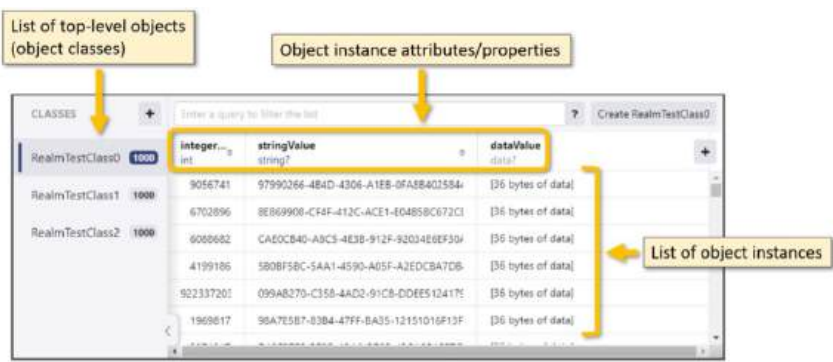 List of top-level objects
(object classes)
Object instance attributes/properties
CLASSES +
Enter a query to filter the list ? Create RealmTestClass0
integer... stringValue dataValue
int string? data? +
RealmTestClass0 1000
RealmTestClass1 1000
RealmTestClass2 1000
9056741 97990266-4B4D-4306-A1EB-0FA8B402584 [36 bytes of data]
6702896 8E869908-CF4F-412C-ACE1-E04B58C672C [36 bytes of data]
6088682 CAE0CB40-A8C5-4E3B-912F-92034E6EF30 [36 bytes of data]
List of object instances
4199186 5B0BF5BC-5AA1-4590-A05F-A2EDCBA7DB [36 bytes of data]
92233720 099AB270-C358-4AD2-91CB-DDEE5124179 [36 bytes of data]
1969817 98A7E5B7-83B4-47FF-BA35-12151016F13F [36 bytes of data]